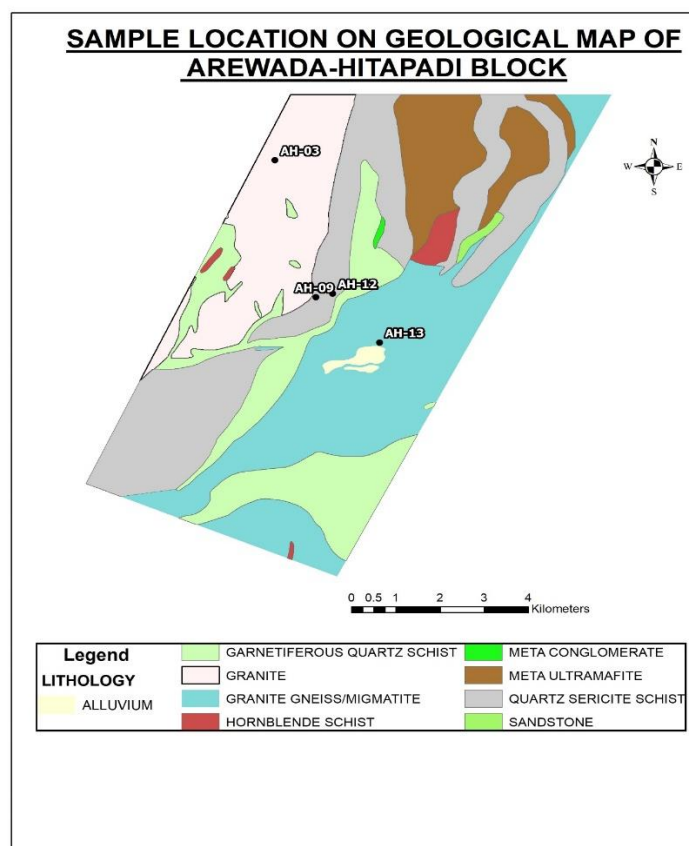 SAMPLE LOCATION ON GEOLOGICAL MAP OF
AREWADA-HITAPADI BLOCK
AH-03
N
W E
S
AH-09 AH-12
AH-13
0 0.5 1 2 3 4
Kilometers
Legend
LITHOLOGY
ALLUVIUM
GARNETIFEROUS QUARTZ SCHIST
GRANITE
GRANITE GNEISS/MIGMATITE
HORNBLENDE SCHIST
META CONGLOMERATE
META ULTRAMAFITE
QUARTZ SERICITE SCHIST
SANDSTONE